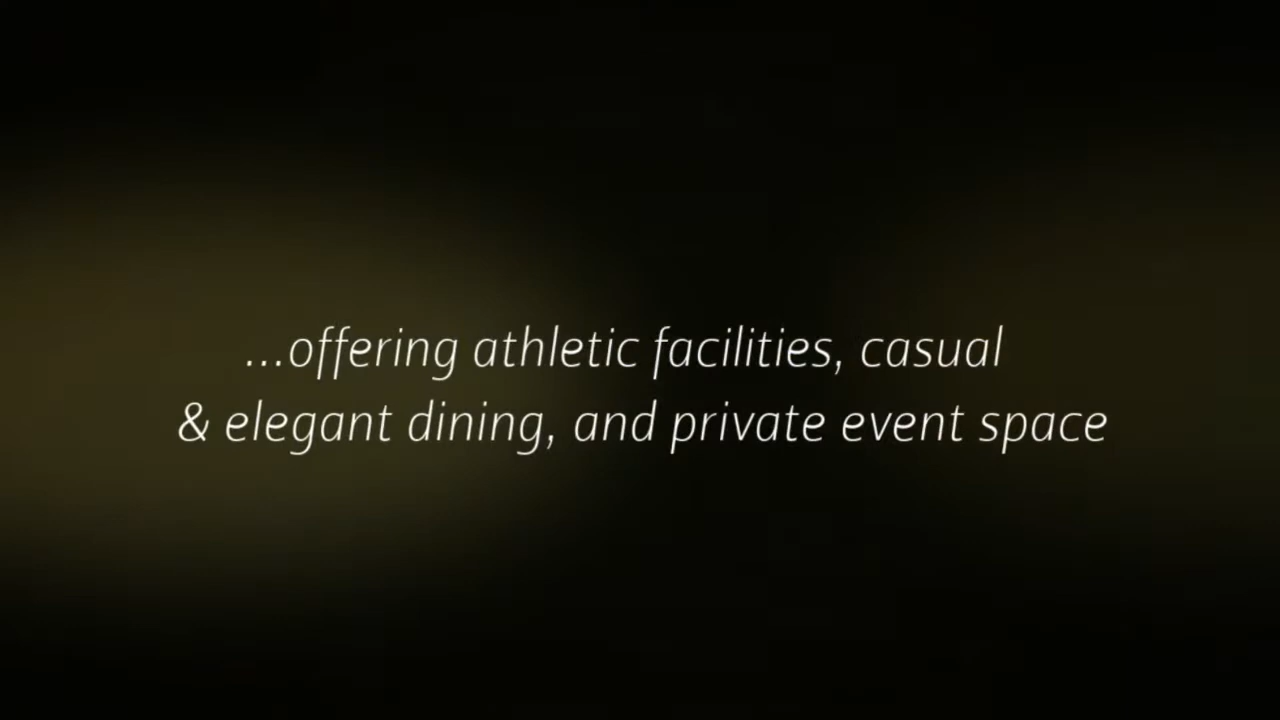 ...offering athletic facilities, casual
& elegant dining, and private event space